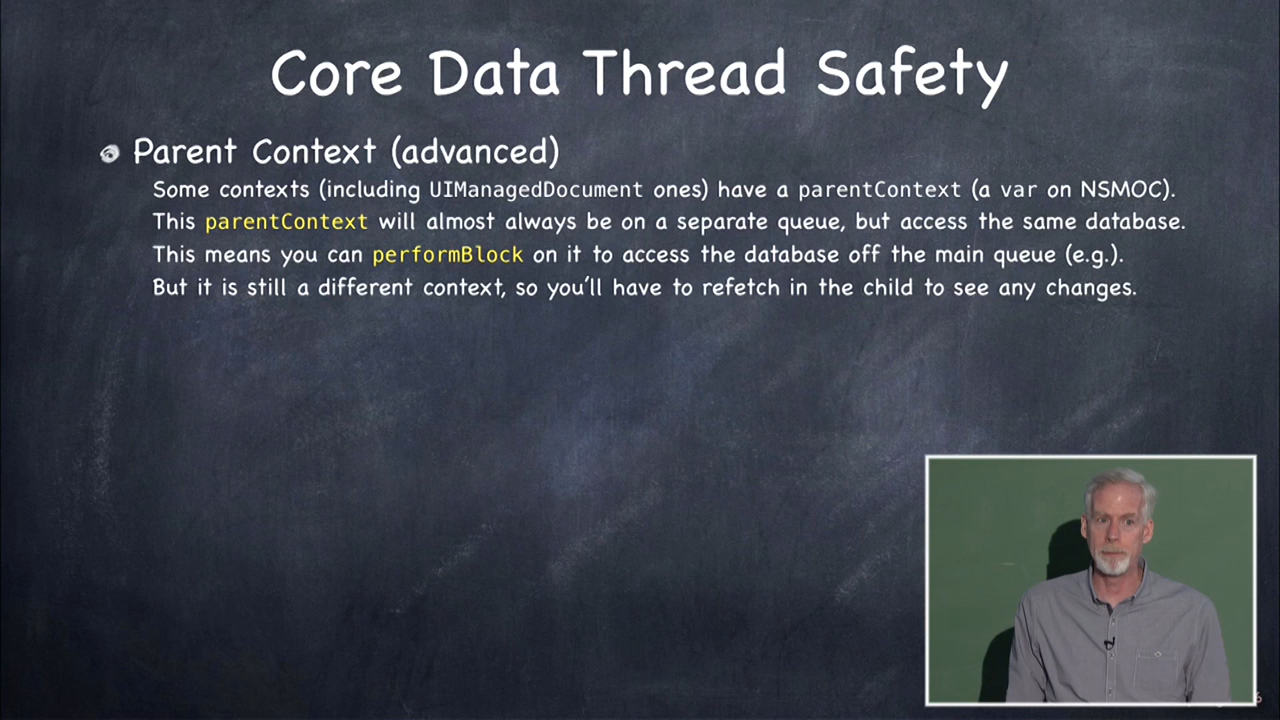 Core Data Thread Safety
Parent Context (advanced)
Some contexts (including UIManagedDocument ones) have a parentContext (a var on NSMOC).
This parentContext will almost always be on a separate queue, but access the same database.
This means you can performBlock on it to access the database off the main queue (e.g.).
But it is still a different context, so you'll have to refetch in the child to see any changes.